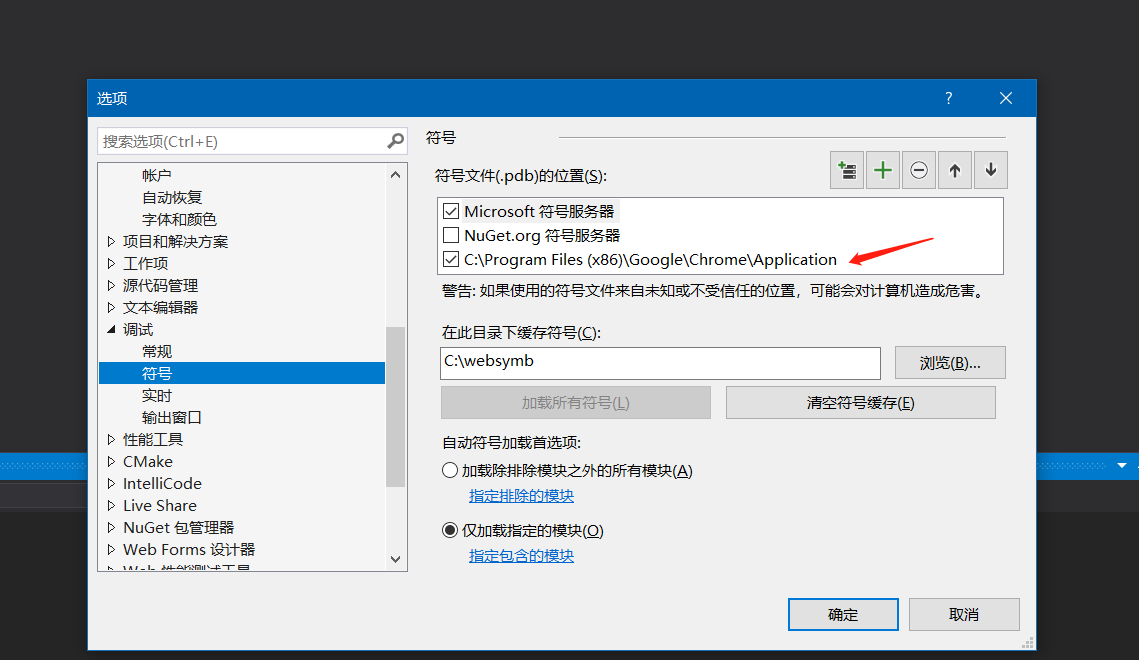 选项
?
搜索选项(Ctrl+E)
帐户
自动恢复
字体和颜色
项目和解决方案
工作项
源代码管理
文本编辑器
调试
常规
符号
实时
输出窗口
性能工具
CMake
IntelliCode
Live Share
NuGet 包管理器
Web Forms 设计器
Web 性能测试工具
符号
符号文件(.pdb)的位置(S):
Microsoft 符号服务器
NuGet.org 符号服务器
C:\Program Files (x86)\Google\Chrome\Application
警告: 如果使用的符号文件来自未知或不受信任的位置，可能会对计算机造成危害。
在此目录下缓存符号(C):
C:\websymb
浏览(B)...
加载所有符号(L)
清空符号缓存(E)
自动符号加载首选项:
加载除排除模块之外的所有模块(A)
指定排除的模块
仅加载指定的模块(O)
指定包含的模块
确定
取消